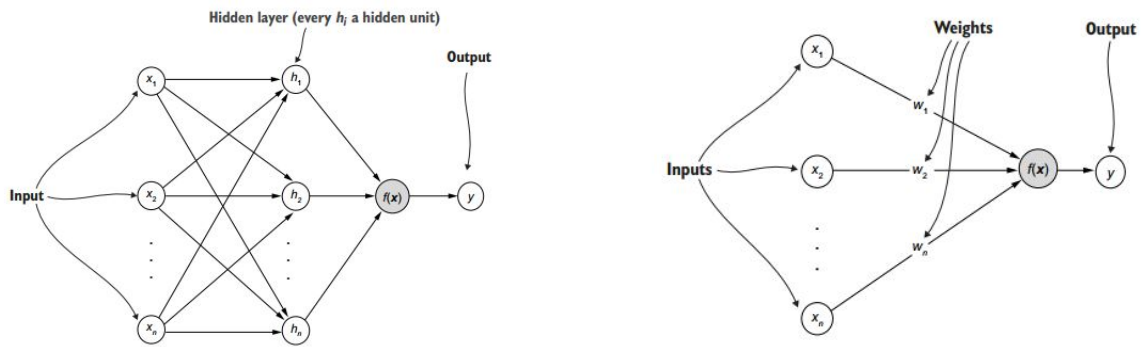 Hidden layer (every hᵢ a hidden unit)
Output
Input
x₁
h₁
x₂
h₂
f(x)
y
xₙ
hₙ
Weights
Output
Inputs
x₁
w₁
x₂
w₂
f(x)
y
wₙ
xₙ